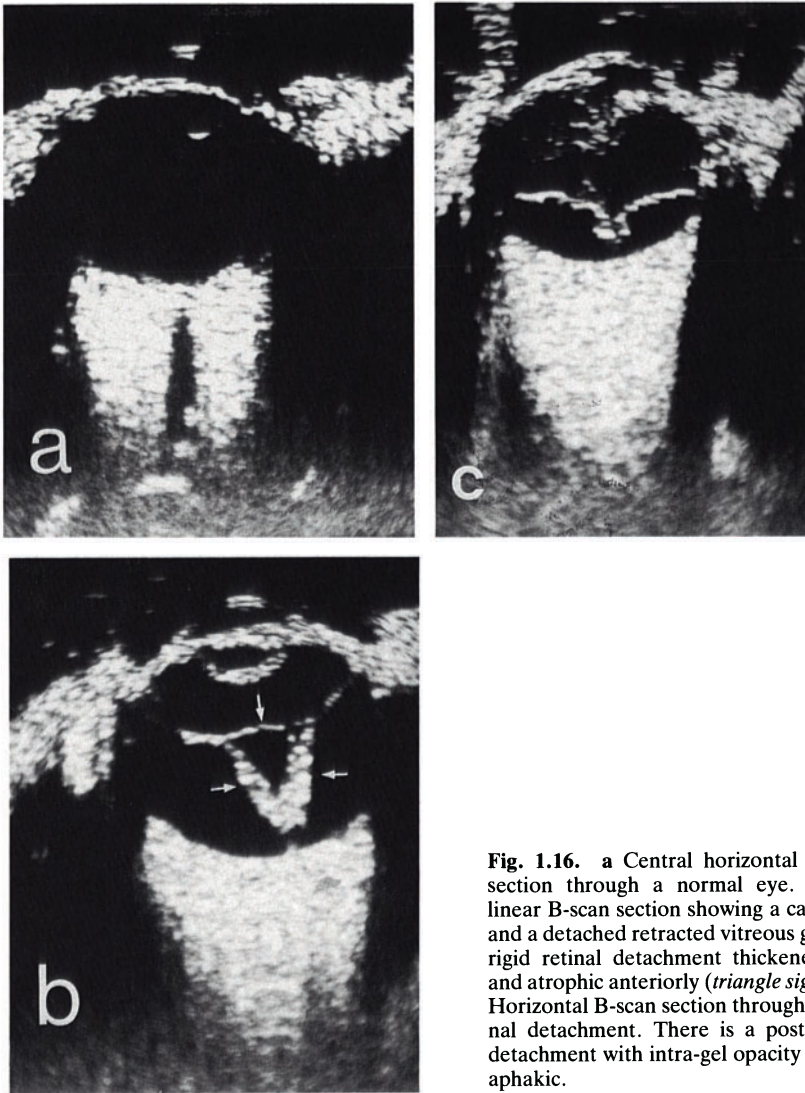 a
c
b
Fig. 1.16. a Central horizontal
section through a normal eye.
linear B-scan section showing a ca
and a detached retracted vitreous g
rigid retinal detachment thickene
and atrophic anteriorly (triangle sig
Horizontal B-scan section through
nal detachment. There is a post
detachment with intra-gel opacity
aphakic.